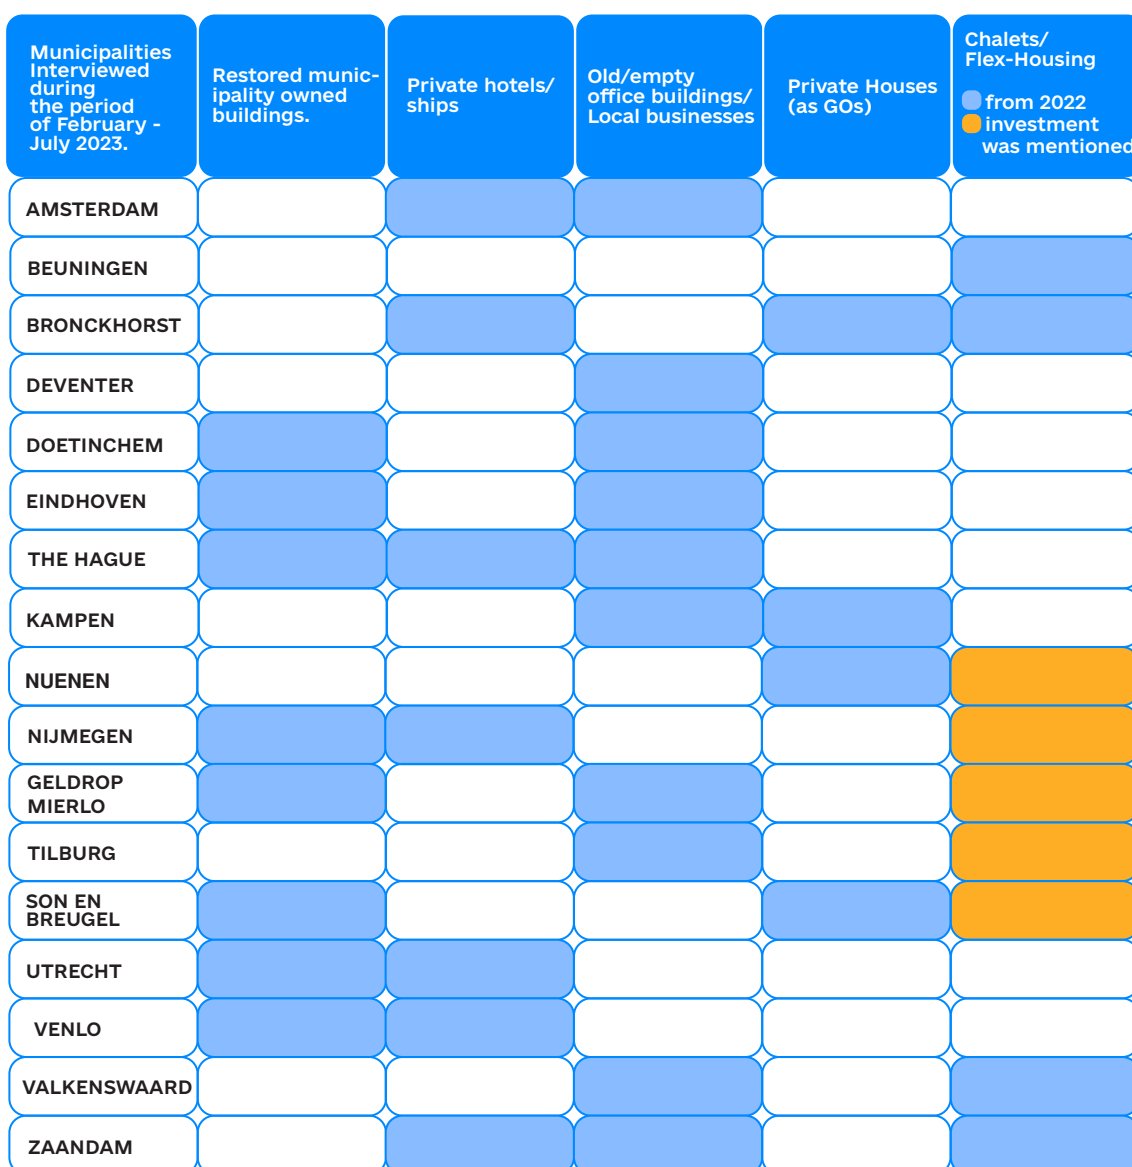 Municipalities
Interviewed
during
the period
of February -
July 2023.
Restored munic-
ipality owned
buildings.
Private hotels/
ships
Old/empty
office buildings/
Local businesses
Private Houses
(as GOs)
Chalets/
Flex-Housing
from 2022
investment
was mentioned
AMSTERDAM
BEUNINGEN
BRONCKHORST
DEVENTER
DOETINCHEM
EINDHOVEN
THE HAGUE
KAMPEN
NUENEN
NIJMEGEN
GELDROP
MIERLO
TILBURG
SON EN
BREUGEL
UTRECHT
VENLO
VALKENSWAARD
ZAANDAM